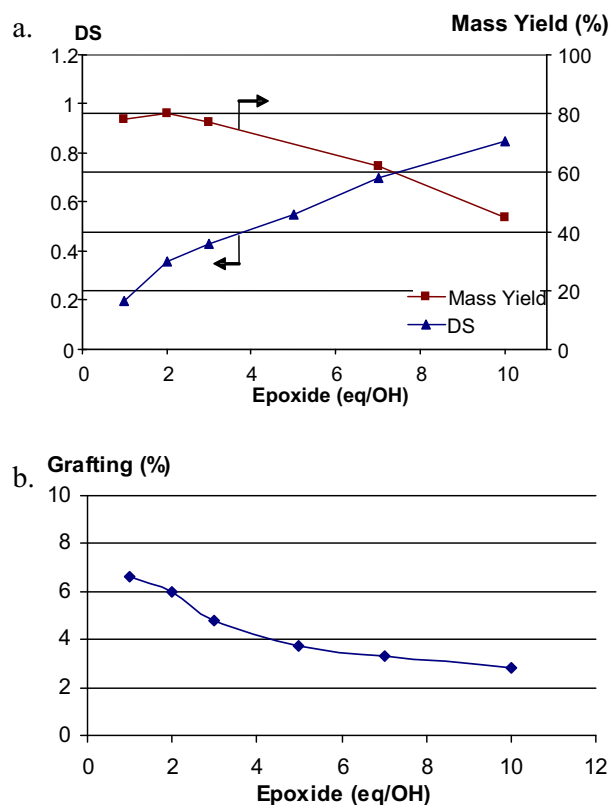 a.
DS
Mass Yield (%)
1.2
1
0.8
0.6
0.4
0.2
0
100
80
60
40
20
0
Mass Yield
DS
0 2 4 6 8 10
Epoxide (eq/OH)
b.
Grafting (%)
10
8
6
4
2
0
0 2 4 6 8 10 12
Epoxide (eq/OH)